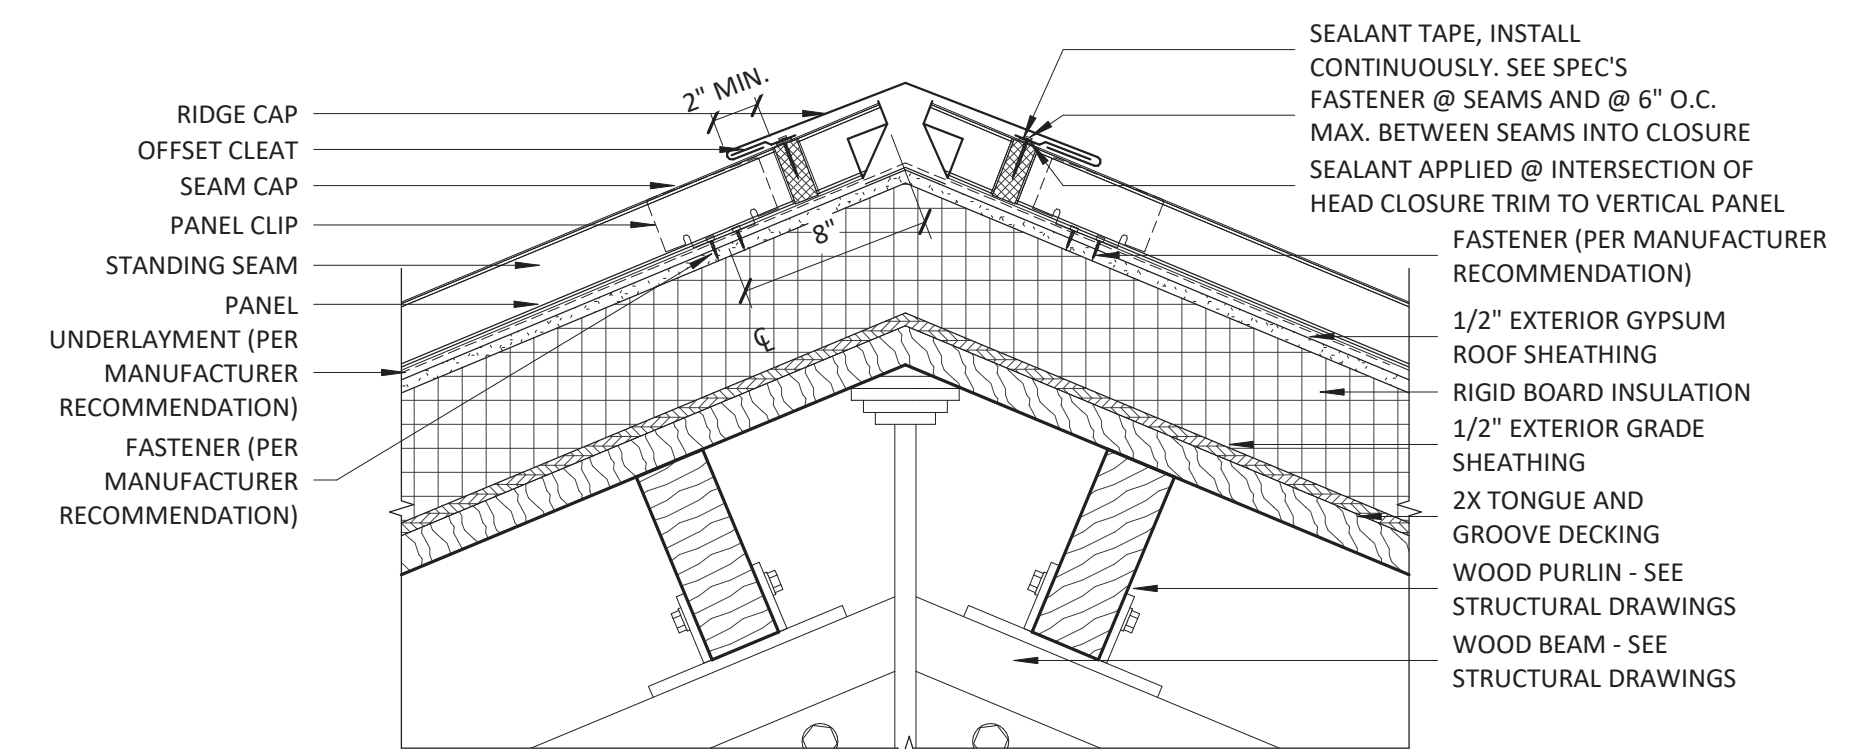 RIDGE CAP
OFFSET CLEAT
SEAM CAP
PANEL CLIP
STANDING SEAM
PANEL
UNDERLAYMENT (PER
MANUFACTURER
RECOMMENDATION)
FASTENER (PER
MANUFACTURER
RECOMMENDATION)
2" MIN.
8"
℄
SEALANT TAPE, INSTALL
CONTINUOUSLY. SEE SPEC'S
FASTENER @ SEAMS AND @ 6" O.C.
MAX. BETWEEN SEAMS INTO CLOSURE
SEALANT APPLIED @ INTERSECTION OF
HEAD CLOSURE TRIM TO VERTICAL PANEL
FASTENER (PER MANUFACTURER
RECOMMENDATION)
1/2" EXTERIOR GYPSUM
ROOF SHEATHING
RIGID BOARD INSULATION
1/2" EXTERIOR GRADE
SHEATHING
2X TONGUE AND
GROOVE DECKING
WOOD PURLIN - SEE
STRUCTURAL DRAWINGS
WOOD BEAM - SEE
STRUCTURAL DRAWINGS